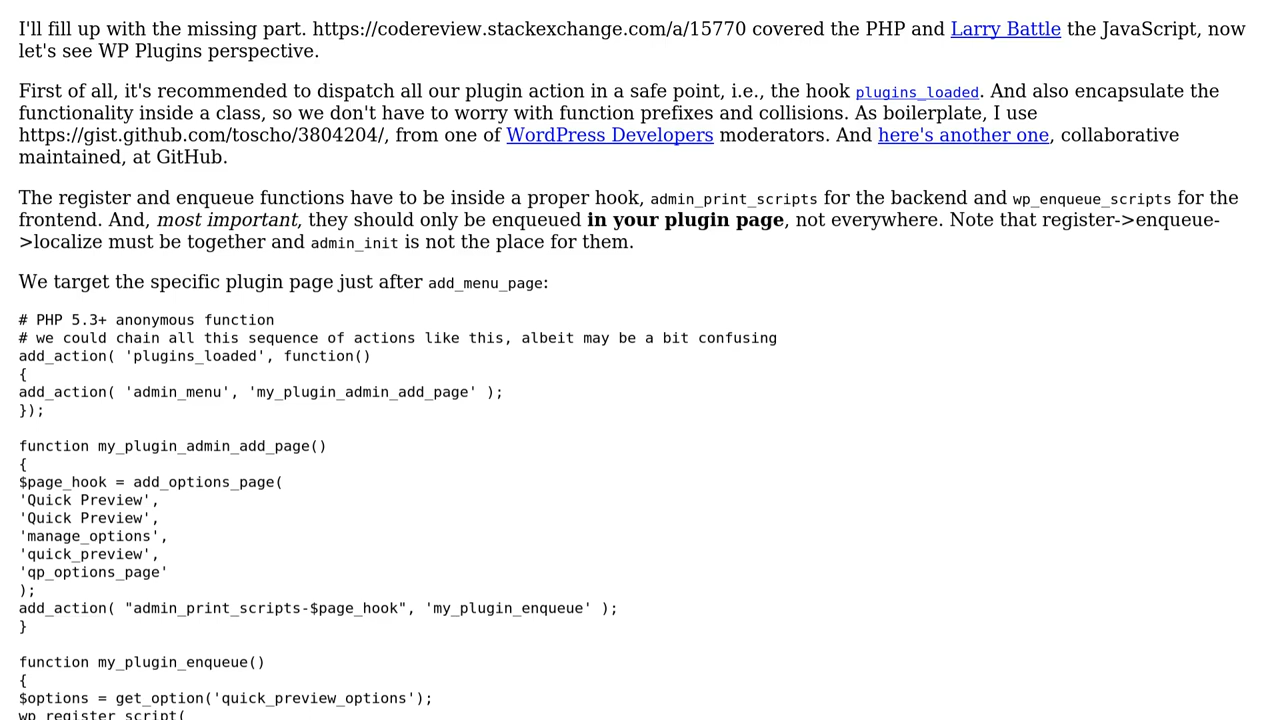 I'll fill up with the missing part. https://codereview.stackexchange.com/a/15770 covered the PHP and Larry Battle the JavaScript, now
let's see WP Plugins perspective.
First of all, it's recommended to dispatch all our plugin action in a safe point, i.e., the hook plugins_loaded. And also encapsulate the
functionality inside a class, so we don't have to worry with function prefixes and collisions. As boilerplate, I use
https://gist.github.com/toscho/3804204/, from one of WordPress Developers moderators. And here's another one, collaborative
maintained, at GitHub.
The register and enqueue functions have to be inside a proper hook, admin_print_scripts for the backend and wp_enqueue_scripts for the
frontend. And, most important, they should only be enqueued in your plugin page, not everywhere. Note that register->enqueue-
>localize must be together and admin_init is not the place for them.
We target the specific plugin page just after add_menu_page:
# PHP 5.3+ anonymous function
# we could chain all this sequence of actions like this, albeit may be a bit confusing
add_action( 'plugins_loaded', function()
{
add_action( 'admin_menu', 'my_plugin_admin_add_page' );
});
function my_plugin_admin_add_page()
{
$page_hook = add_options_page(
'Quick Preview',
'Quick Preview',
'manage_options',
'quick_preview',
'qp_options_page'
);
add_action( "admin_print_scripts-$page_hook", 'my_plugin_enqueue' );
}
function my_plugin_enqueue()
{
$options = get_option('quick_preview_options');
wp_register_script(